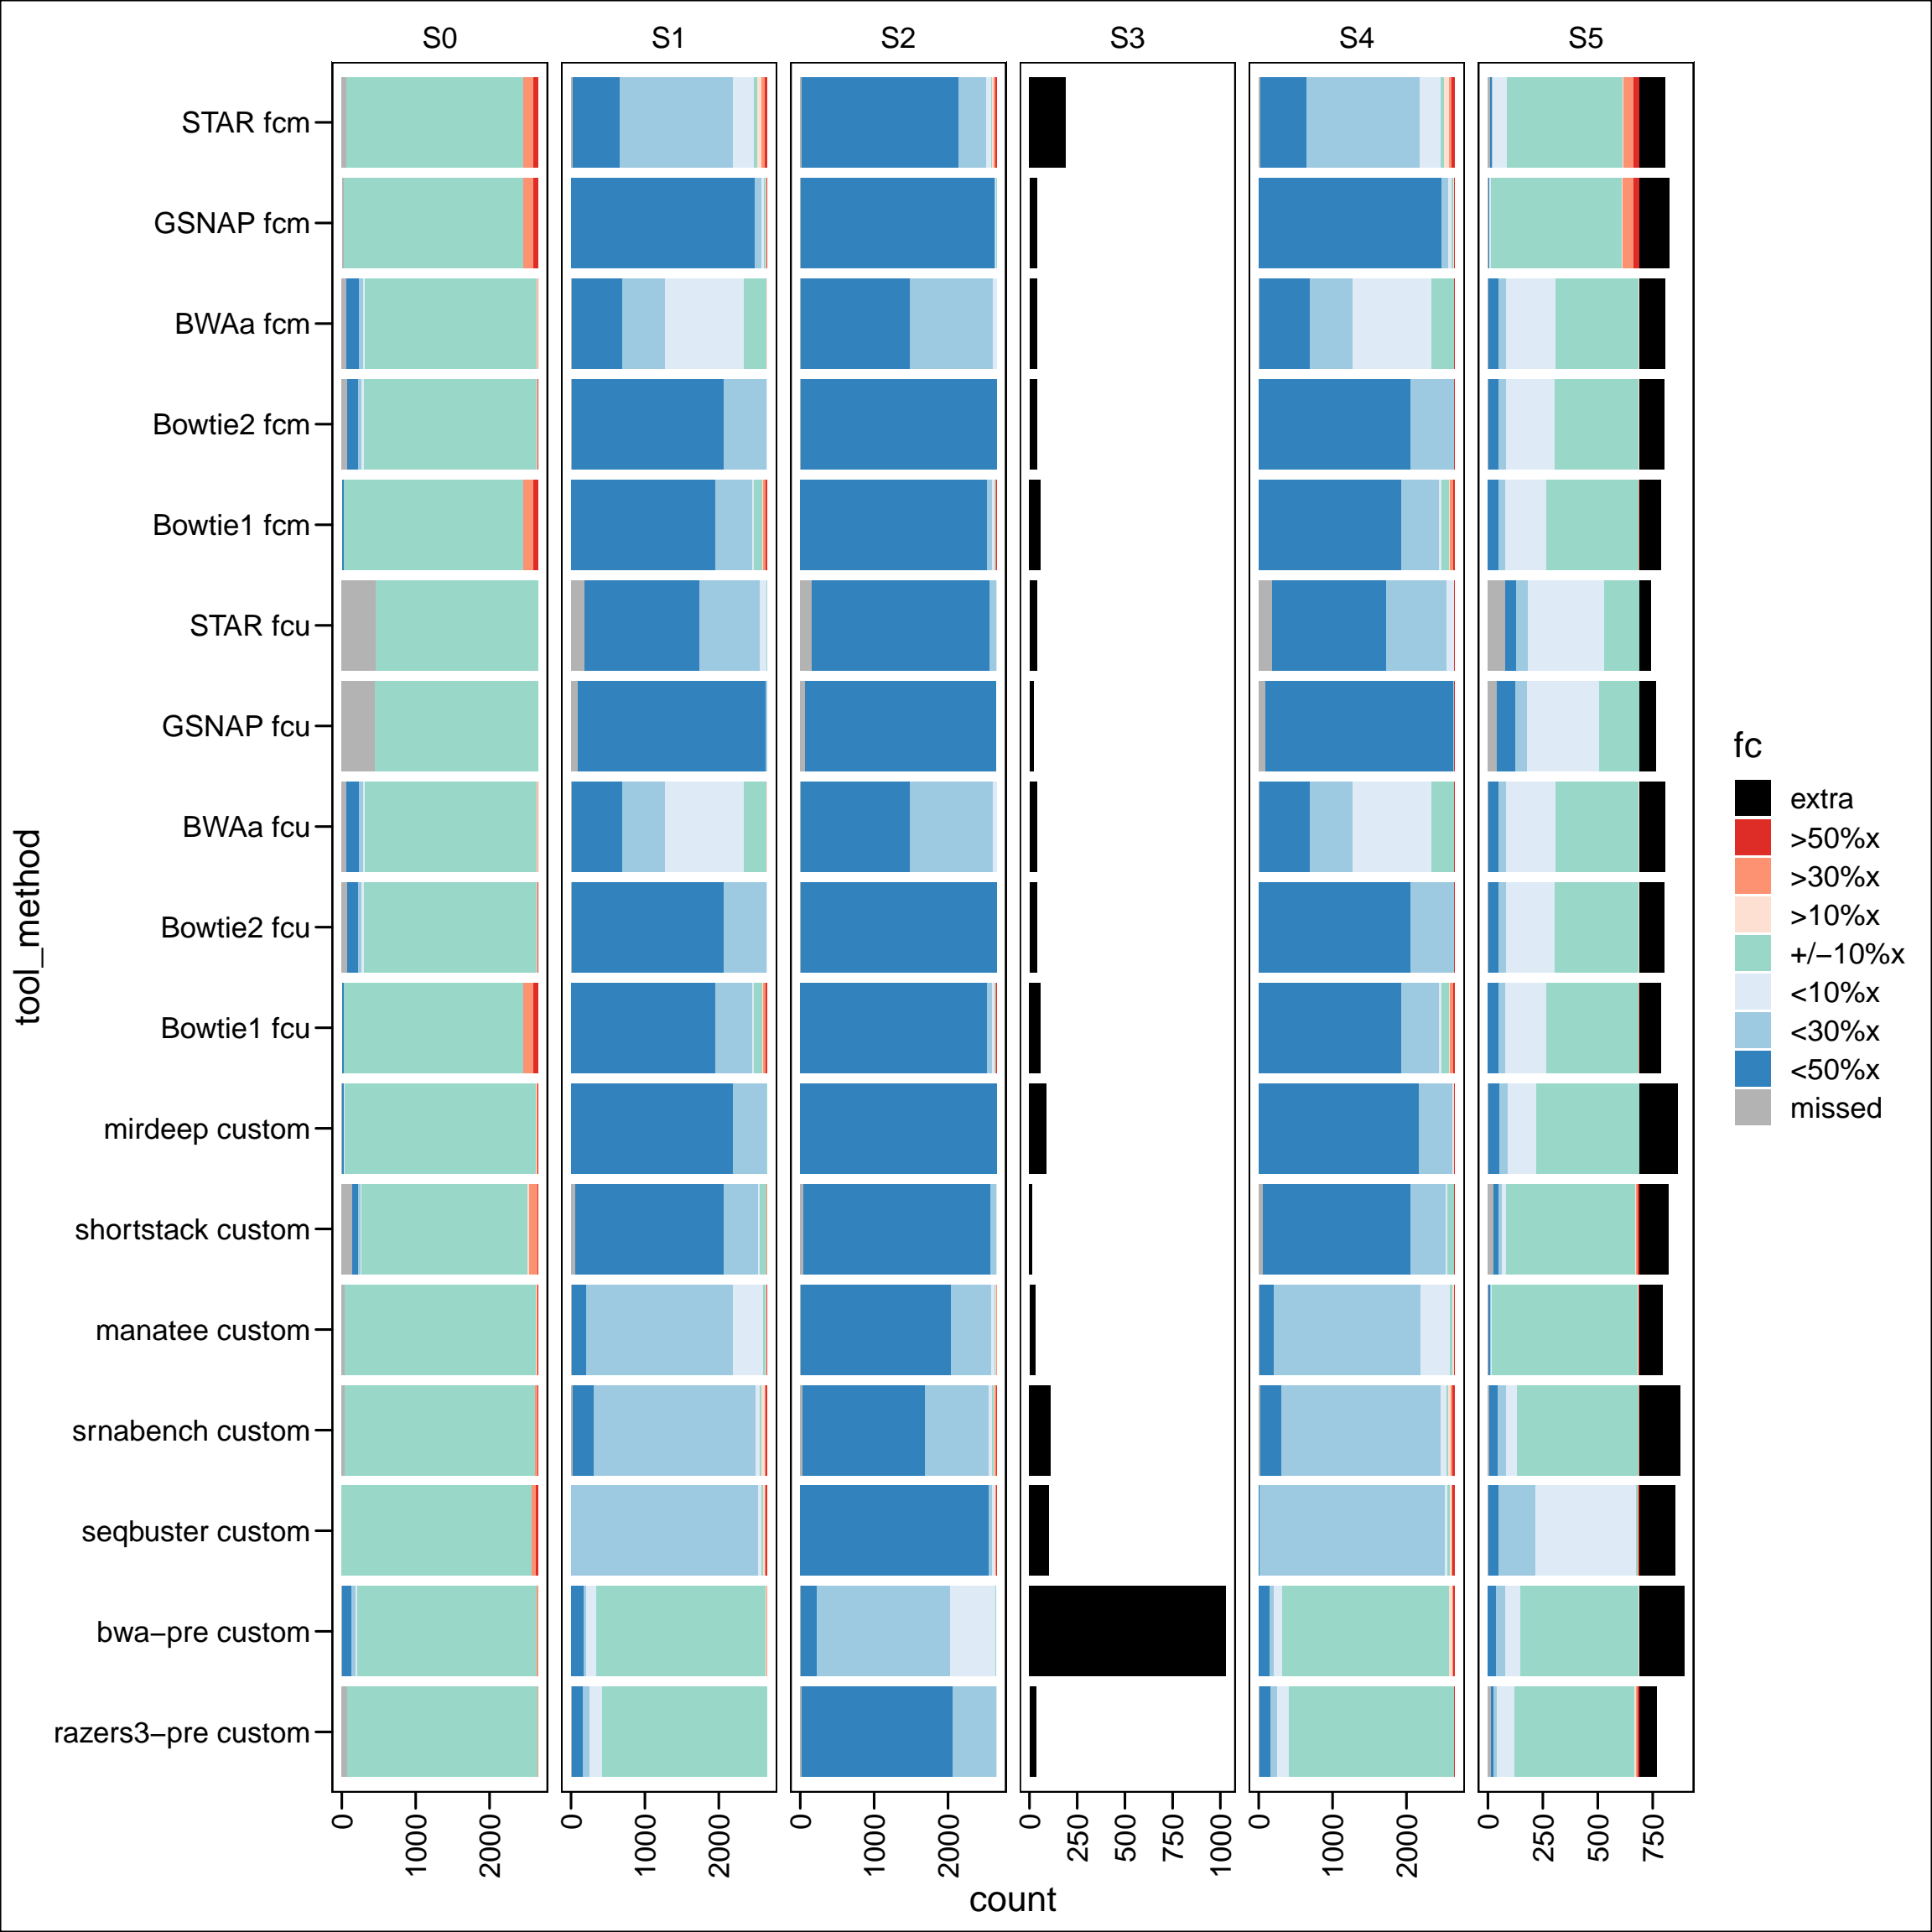 S0 S1 S2 S3 S4 S5
STAR fcm
GSNAP fcm
BWAa fcm
Bowtie2 fcm
Bowtie1 fcm
STAR fcu
GSNAP fcu
BWAa fcu
Bowtie2 fcu
Bowtie1 fcu
mirdeep custom
shortstack custom
manatee custom
srnabench custom
seqbuster custom
bwa−pre custom
razers3−pre custom
tool_method
0 1000 2000 0 1000 2000 0 1000 2000 0 250 500 750 1000 0 1000 2000 0 250 500 750
count
fc
extra
>50%x
>30%x
>10%x
+/−10%x
<10%x
<30%x
<50%x
missed